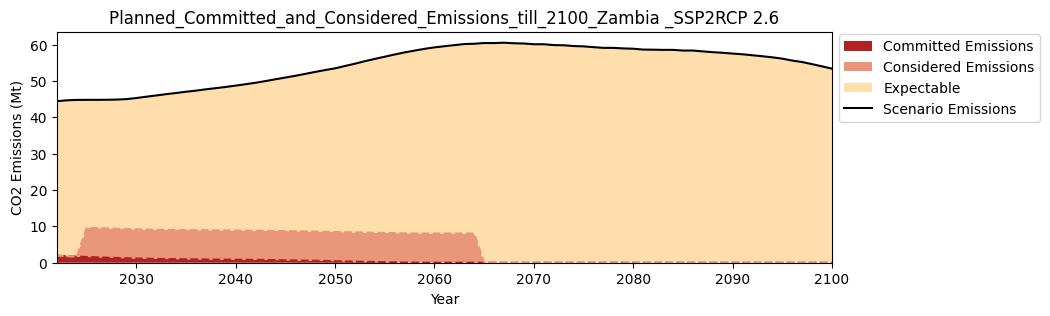 Planned_Committed_and_Considered_Emissions_till_2100_Zambia _SSP2RCP 2.6
CO2 Emissions (Mt)
60
50
40
30
20
10
0
2030 2040 2050 2060 2070 2080 2090 2100
Year
Committed Emissions
Considered Emissions
Expectable
Scenario Emissions